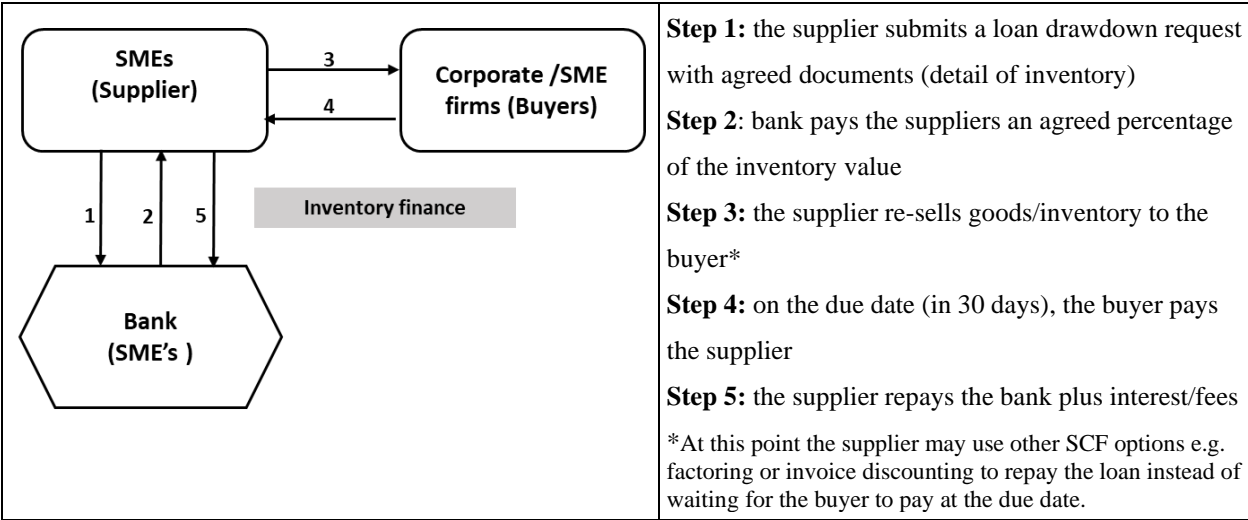 SMEs
(Supplier)
3
4
Corporate /SME
firms (Buyers)
1
2
5
Inventory finance
Bank
(SME's )
Step 1: the supplier submits a loan drawdown request
with agreed documents (detail of inventory)
Step 2: bank pays the suppliers an agreed percentage
of the inventory value
Step 3: the supplier re-sells goods/inventory to the
buyer*
Step 4: on the due date (in 30 days), the buyer pays
the supplier
Step 5: the supplier repays the bank plus interest/fees
*At this point the supplier may use other SCF options e.g.
factoring or invoice discounting to repay the loan instead of
waiting for the buyer to pay at the due date.